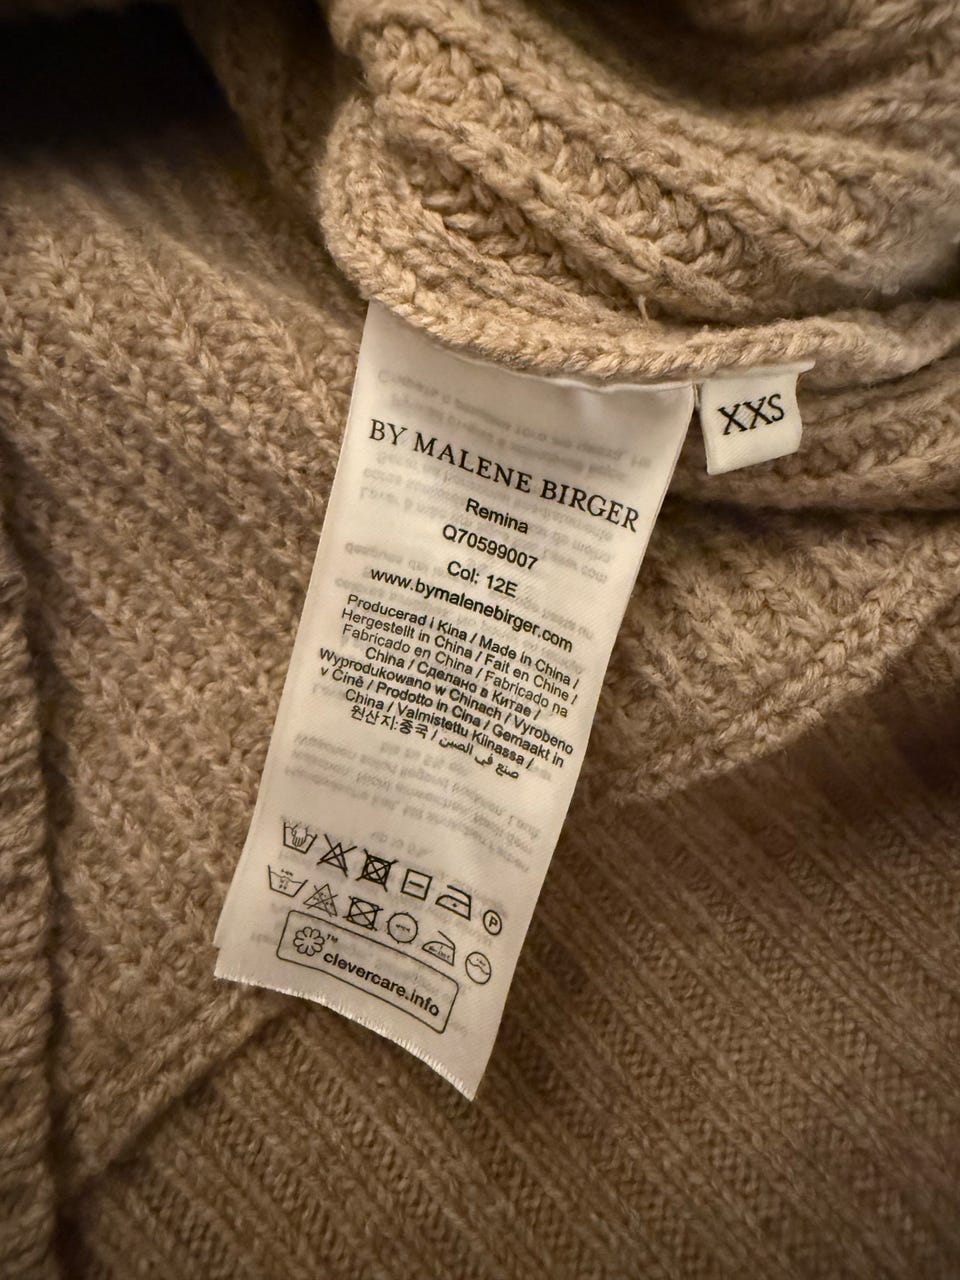 BY MALENE BIRGER
XXS
Remina
Q70599007
Col: 12E
www.bymalenebirger.com
Producerad i Kina / Made in China /
Hergestellt in China / Fait en Chine /
Fabricado en China / Fabricado na
China / Сделано в Китае /
Wyprodukowano w Chinach / Vyrobeno
v Číně / Prodotto in Cina / Gemaakt in
China / Valmistettu Kiinassa /
원산지:중국 / صنع في الصين
P
™
clevercare.info